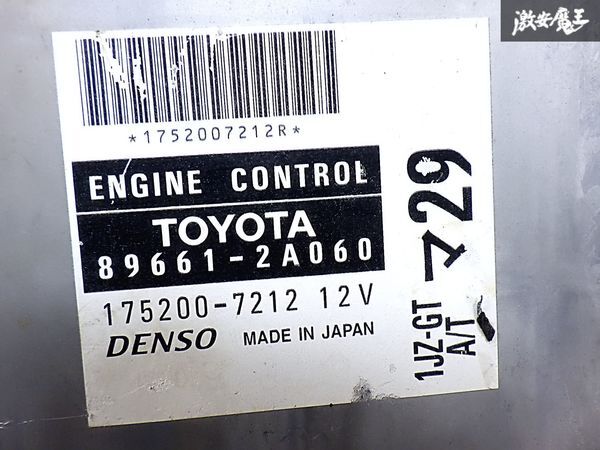 激安魔王
*1752007212R*
ENGINE CONTROL
TOYOTA
89661-2A060
175200-7212 12V
DENSO MADE IN JAPAN
マ29
1JZ-GT
A/T